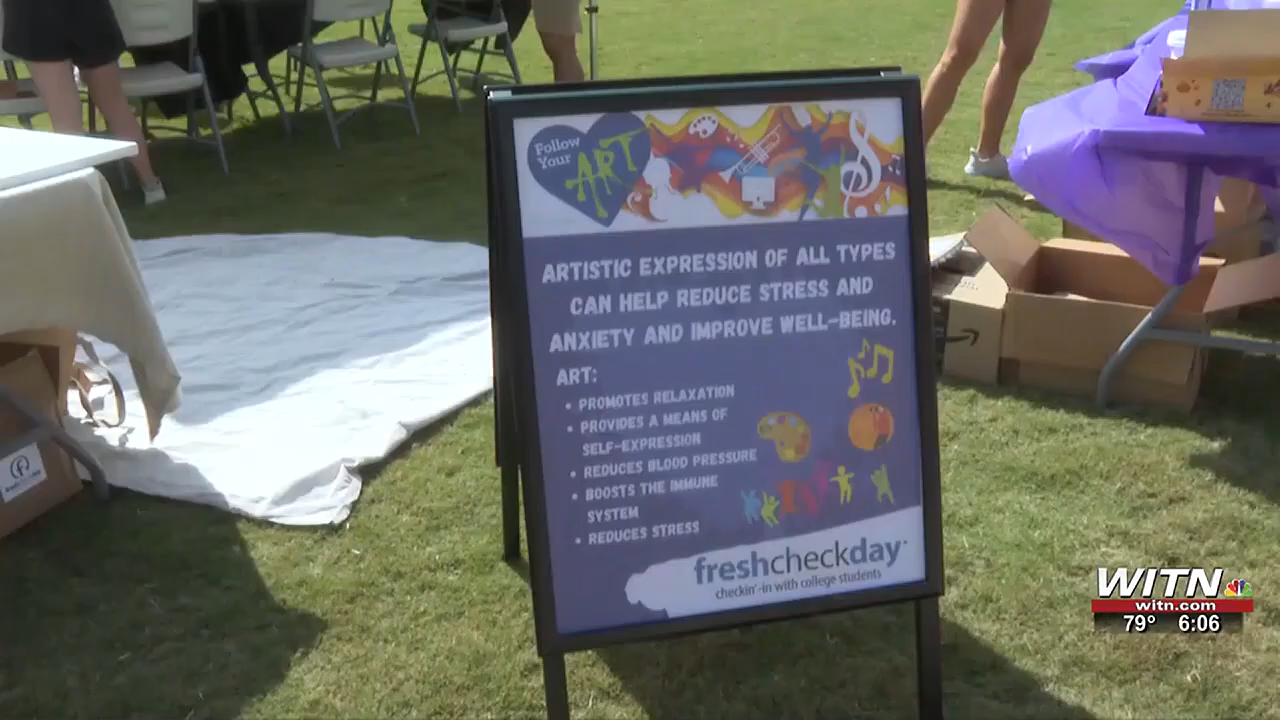 Follow
Your
ART
ARTISTIC EXPRESSION OF ALL TYPES
CAN HELP REDUCE STRESS AND
ANXIETY AND IMPROVE WELL-BEING.
ART:
• PROMOTES RELAXATION
• PROVIDES A MEANS OF
SELF-EXPRESSION
• REDUCES BLOOD PRESSURE
• BOOSTS THE IMMUNE
SYSTEM
• REDUCES STRESS
freshcheckday
checkin'-in with college students
WITN
witn.com
79° 6:06